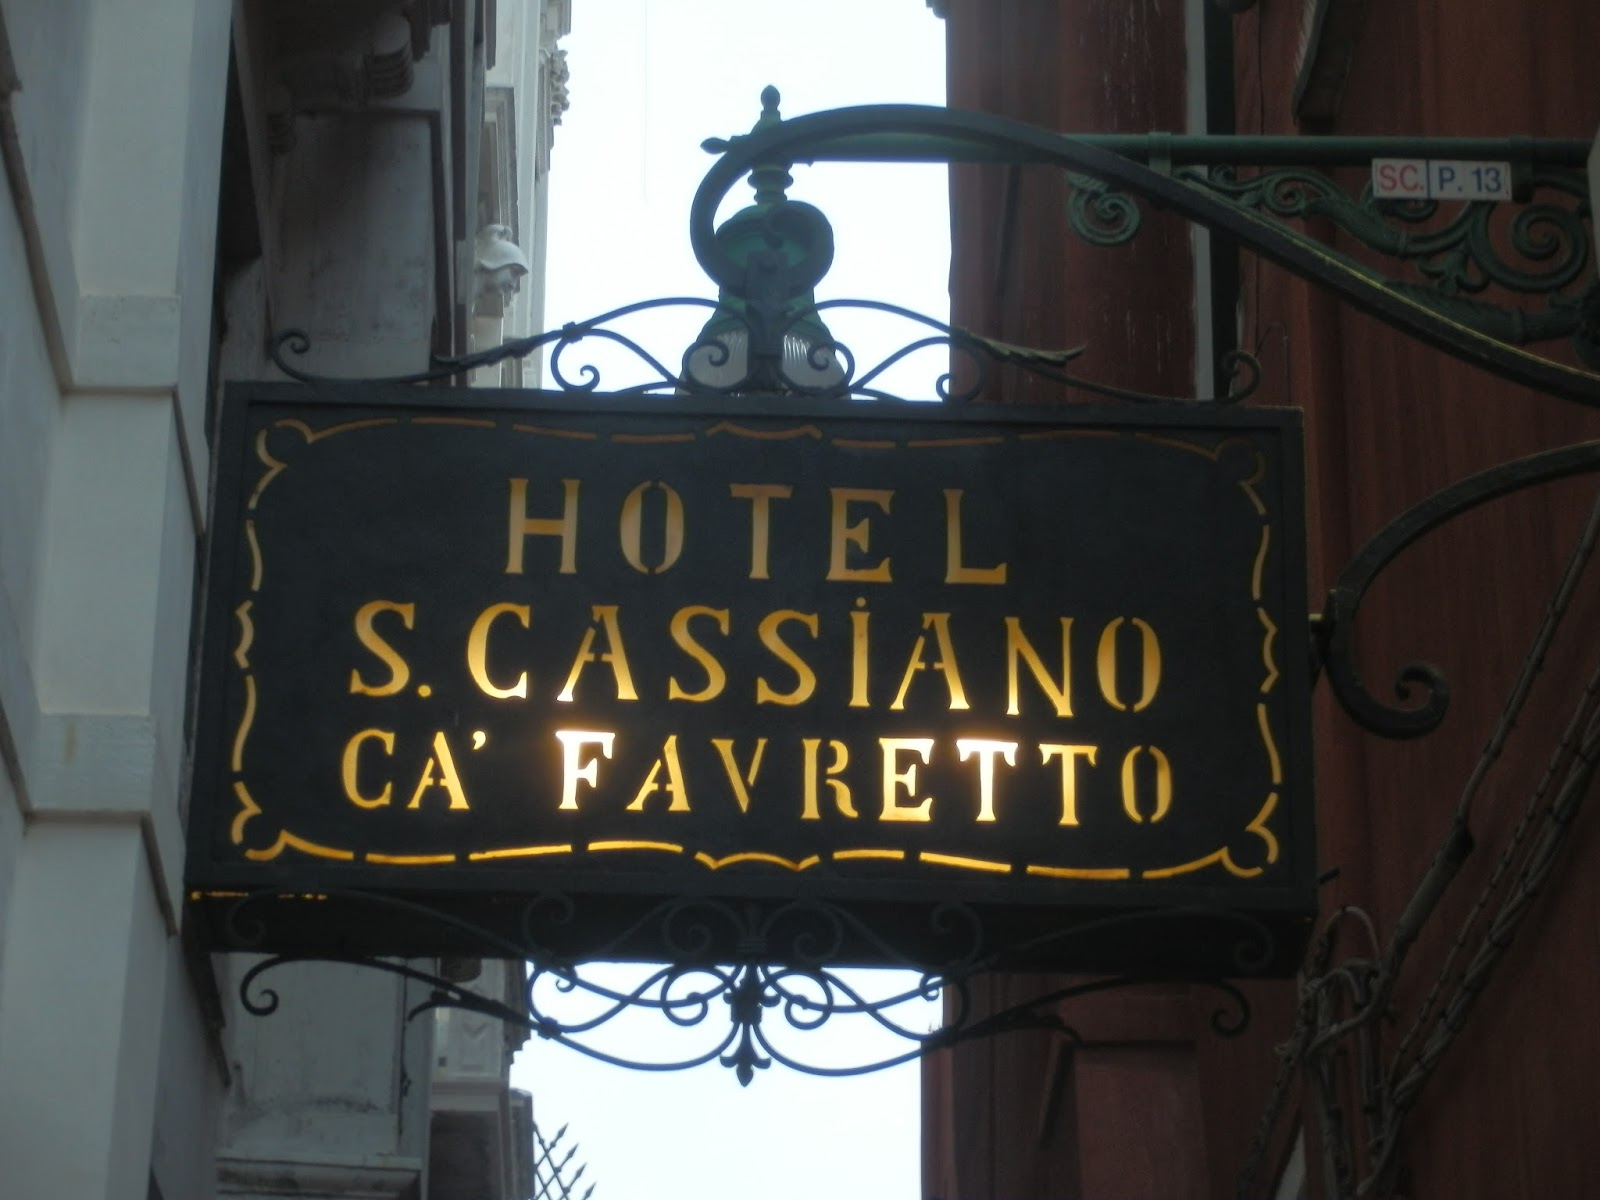 SC. P. 13
HOTEL
S. CASSiANO
CA' FAVRETTO